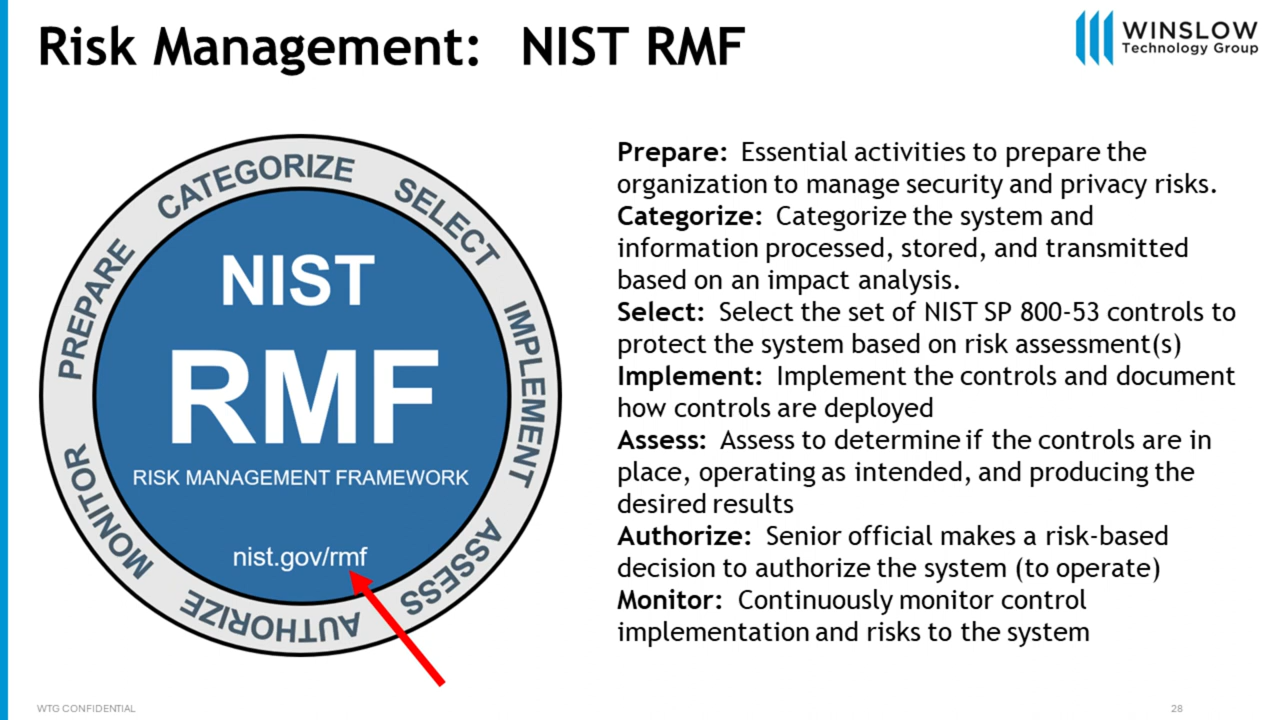 Risk Management: NIST RMF
WINSLOW
Technology Group
PREPARE
CATEGORIZE
SELECT
IMPLEMENT
ASSESS
AUTHORIZE
MONITOR
NIST
RMF
RISK MANAGEMENT FRAMEWORK
nist.gov/rmf
Prepare: Essential activities to prepare the
organization to manage security and privacy risks.
Categorize: Categorize the system and
information processed, stored, and transmitted
based on an impact analysis.
Select: Select the set of NIST SP 800-53 controls to
protect the system based on risk assessment(s)
Implement: Implement the controls and document
how controls are deployed
Assess: Assess to determine if the controls are in
place, operating as intended, and producing the
desired results
Authorize: Senior official makes a risk-based
decision to authorize the system (to operate)
Monitor: Continuously monitor control
implementation and risks to the system
WTG CONFIDENTIAL
28